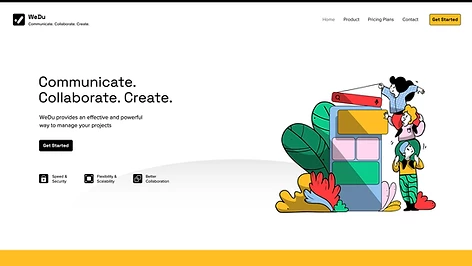 WeDu
Communicate. Collaborate. Create.
Home
Product
Pricing Plans
Contact
Get Started
Communicate.
Collaborate. Create.
WeDu provides an effective and powerful
way to manage your projects
Get Started
Speed &
Security
Flexibility &
Scalability
Better
Collaboration